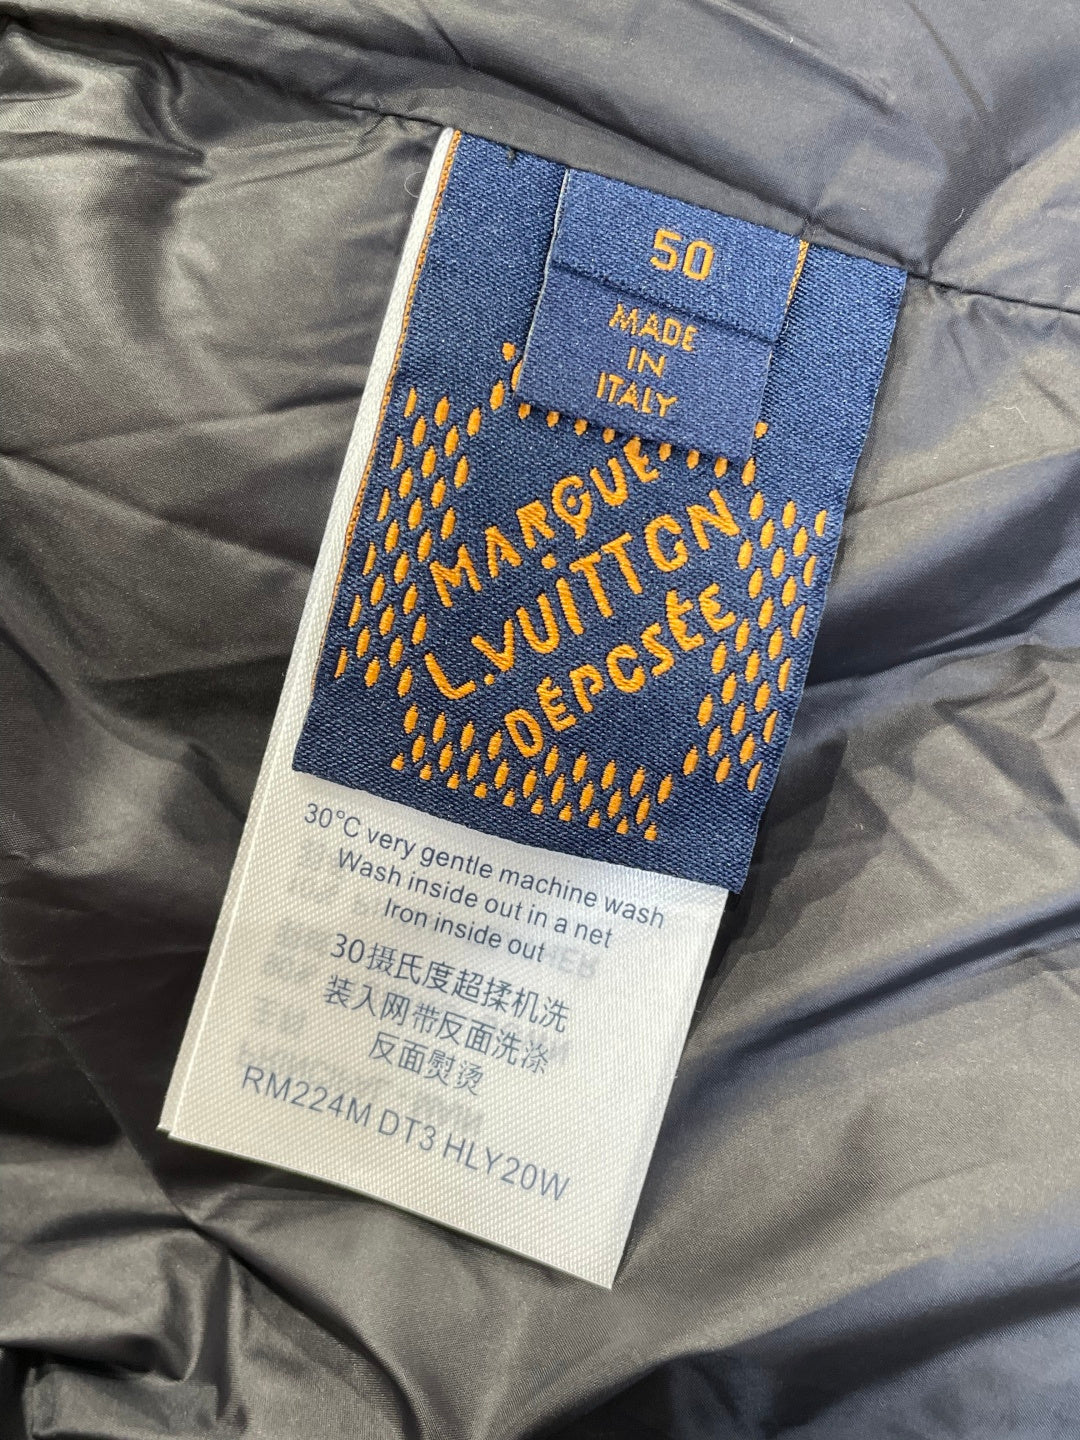 50
MADE
IN
ITALY
MARQUE
L.VUITTON
DEPOSÉE
30°C very gentle machine wash
Wash inside out in a net
Iron inside out
30摄氏度超揉机洗
装入网带反面洗涤
反面熨烫
RM224M DT3 HLY20W